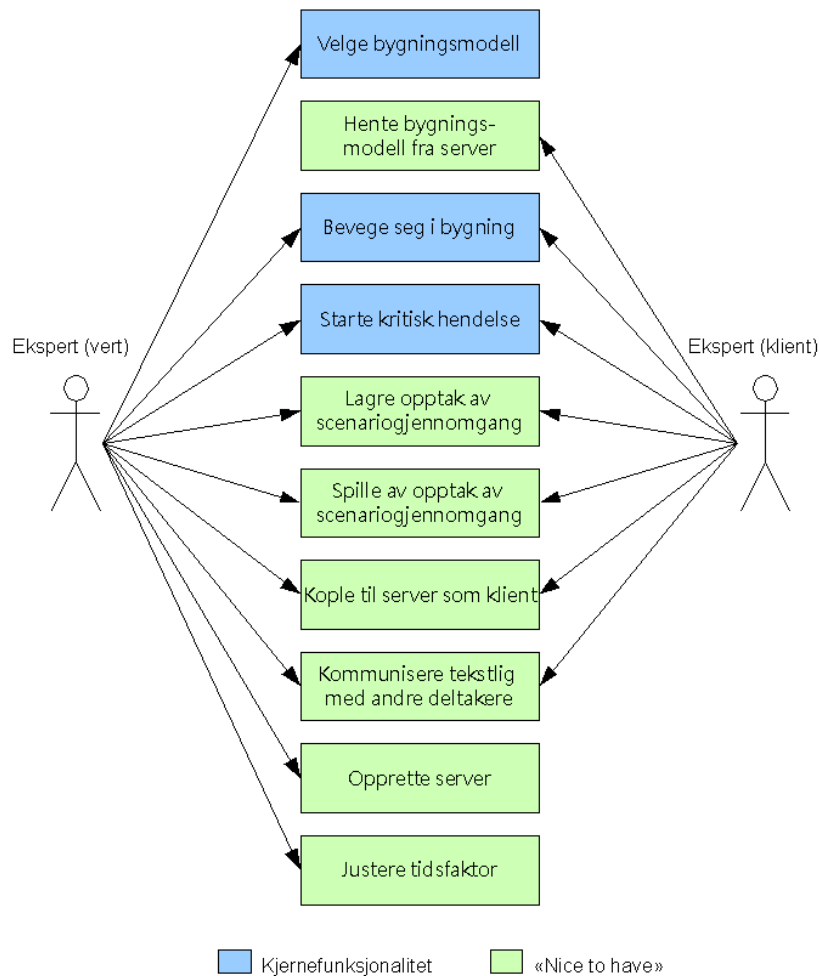 Velge bygningsmodell
Hente bygnings-
modell fra server
Bevege seg i bygning
Starte kritisk hendelse
Ekspert (vert)
Ekspert (klient)
Lagre opptak av
scenariogjennomgang
Spille av opptak av
scenariogjennomgang
Kople til server som klient
Kommunisere tekstlig
med andre deltakere
Opprette server
Justere tidsfaktor
Kjernefunksjonalitet
«Nice to have»